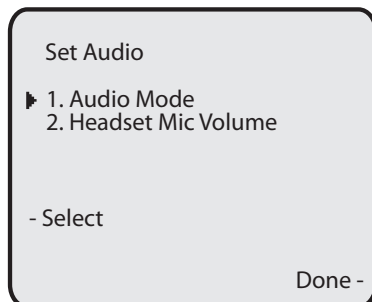 Set Audio
1. Audio Mode
2. Headset Mic Volume
- Select
Done -